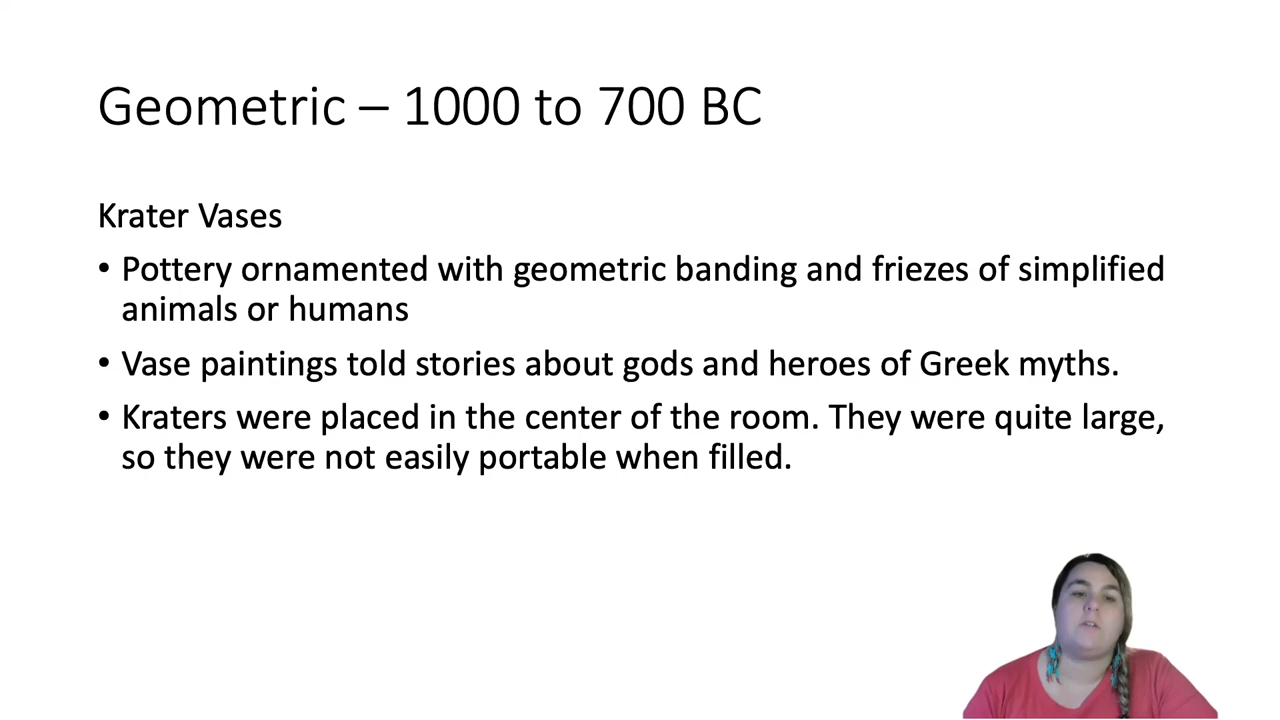 Geometric – 1000 to 700 BC
Krater Vases
• Pottery ornamented with geometric banding and friezes of simplified
animals or humans
• Vase paintings told stories about gods and heroes of Greek myths.
• Kraters were placed in the center of the room. They were quite large,
so they were not easily portable when filled.